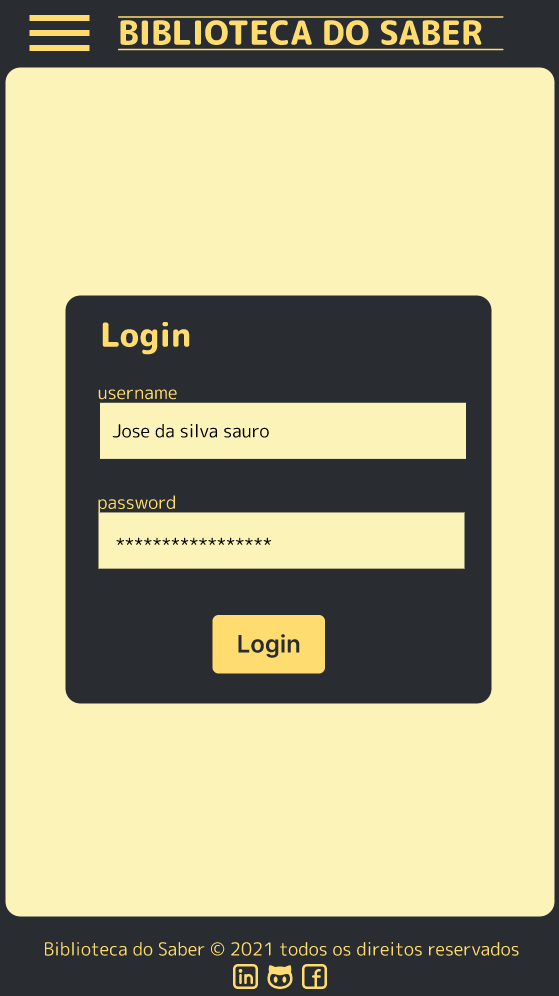 BIBLIOTECA DO SABER
Login
username
Jose da silva sauro
password
*****************
Login
Biblioteca do Saber © 2021 todos os direitos reservados
in f